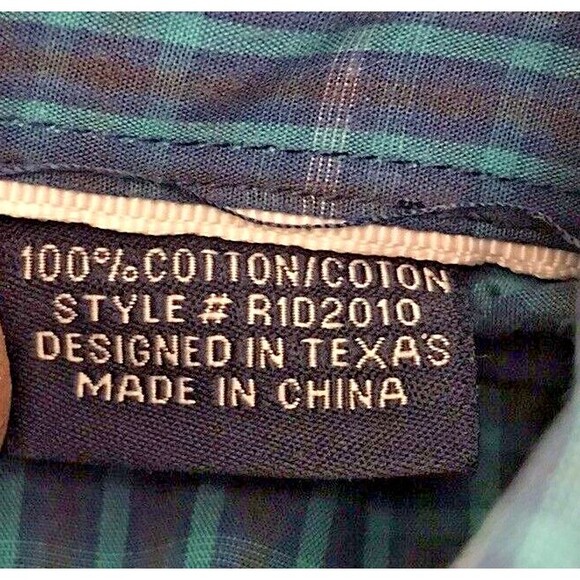 100% COTTON/COTON
STYLE # R1D2010
DESIGNED IN TEXAS
MADE IN CHINA